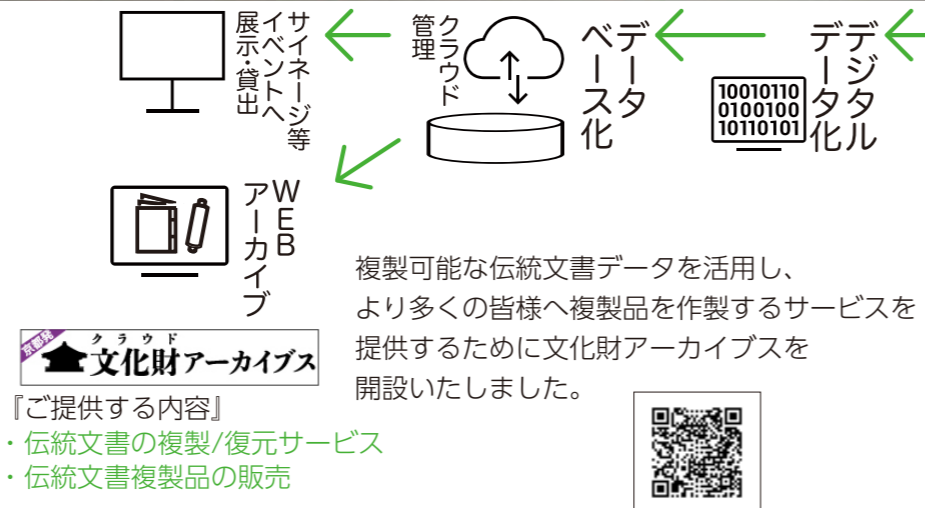 デジタル
データ化
10010110
0100100
10110101
データ
ベース化
クラウド
管理
サイネージ等
イベントへ
展示・貸出
WEB
アーカイブ
複製可能な伝統文書データを活用し、
より多くの皆様へ複製品を作製するサービスを
提供するために文化財アーカイブスを
開設いたしました。
京都発
クラウド
文化財アーカイブス
『ご提供する内容』
・伝統文書の複製/復元サービス
・伝統文書複製品の販売